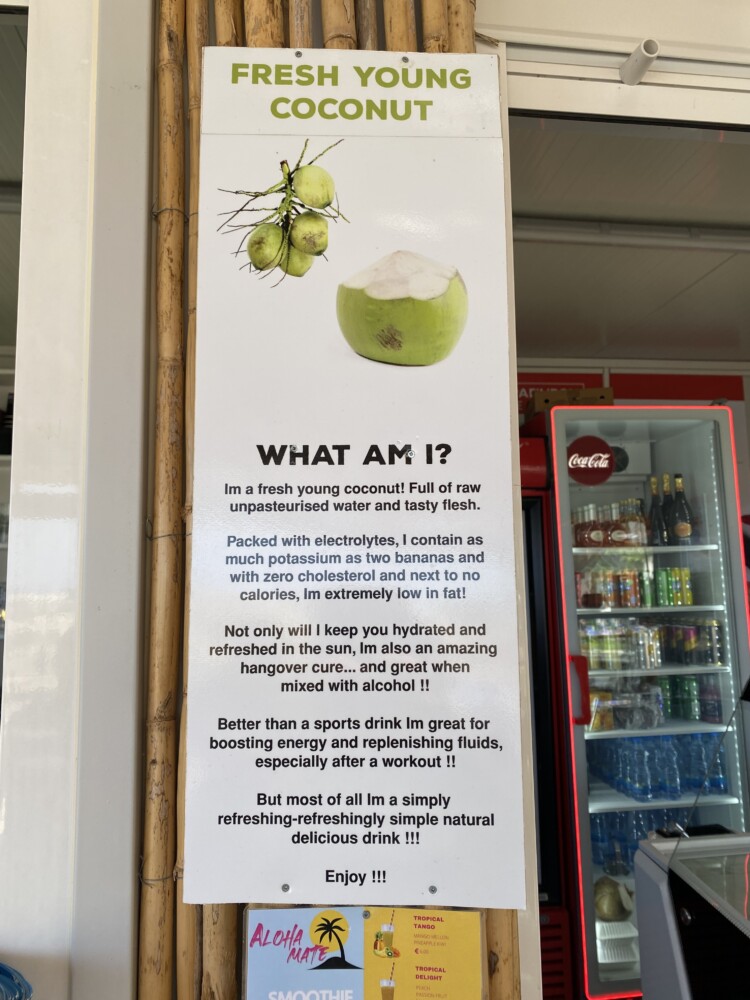 FRESH YOUNG
COCONUT
WHAT AM I?
Im a fresh young coconut! Full of raw
unpasteurised water and tasty flesh.
Packed with electrolytes, I contain as
much potassium as two bananas and
with zero cholesterol and next to no
calories, Im extremely low in fat!
Not only will I keep you hydrated and
refreshed in the sun, Im also an amazing
hangover cure... and great when
mixed with alcohol !!
Better than a sports drink Im great for
boosting energy and replenishing fluids,
especially after a workout !!
But most of all Im a simply
refreshing-refreshingly simple natural
delicious drink !!!
Enjoy !!!
Coca-Cola
ALOHA
MATE
SMOOTHIE
TROPICAL
TANGO
TROPICAL
DELIGHT